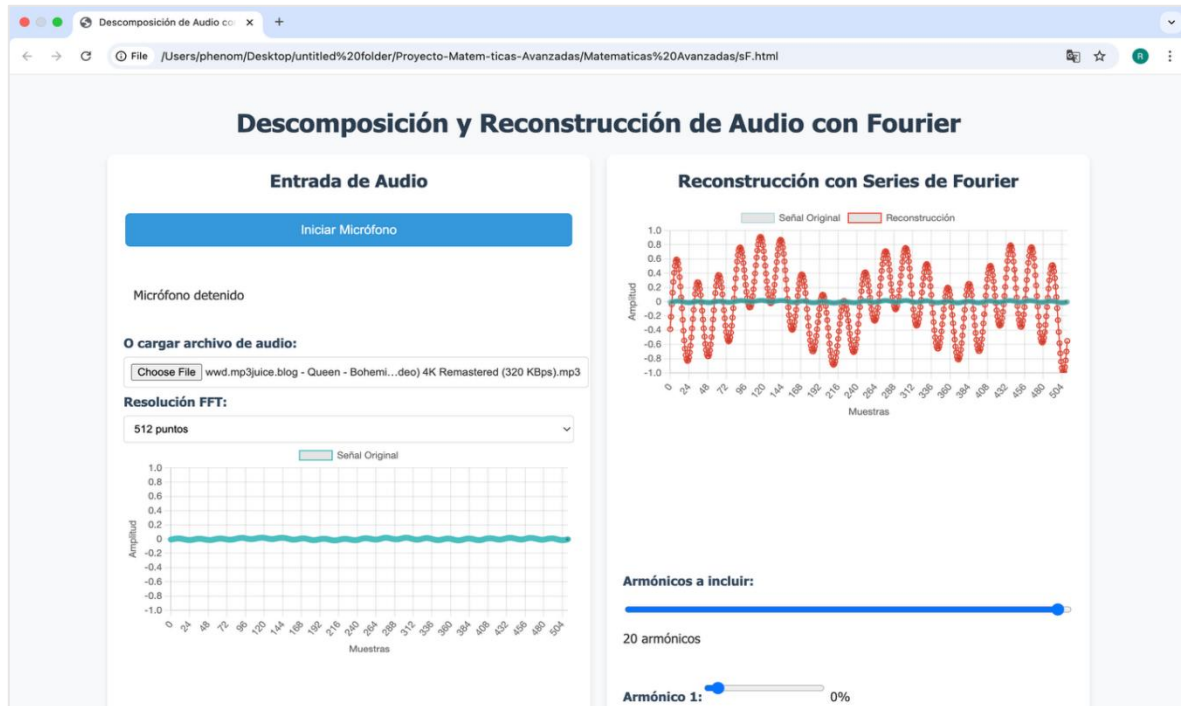 Descomposición de Audio co
File /Users/phenom/Desktop/untitled%20folder/Proyecto-Matem-ticas-Avanzadas/Matematicas%20Avanzadas/sF.html
R
Descomposición y Reconstrucción de Audio con Fourier
Entrada de Audio
Iniciar Micrófono
Micrófono detenido
O cargar archivo de audio:
Choose File wwd.mp3juice.blog - Queen - Bohemi...deo) 4K Remastered (320 KBps).mp3
Resolución FFT:
512 puntos
Señal Original
1.0
0.8
0.6
0.4
0.2
0
-0.2
-0.4
-0.6
-0.8
-1.0
Amplitud
0 24 48 72 96 120 144 168 192 216 240 264 288 312 336 360 384 408 432 456 480 504
Muestras
Reconstrucción con Series de Fourier
Señal Original Reconstrucción
1.0
0.8
0.6
0.4
0.2
0
-0.2
-0.4
-0.6
-0.8
-1.0
Amplitud
0 24 48 72 96 120 144 168 192 216 240 264 288 312 336 360 384 408 432 456 480 504
Muestras
Armónicos a incluir:
20 armónicos
Armónico 1: 0%